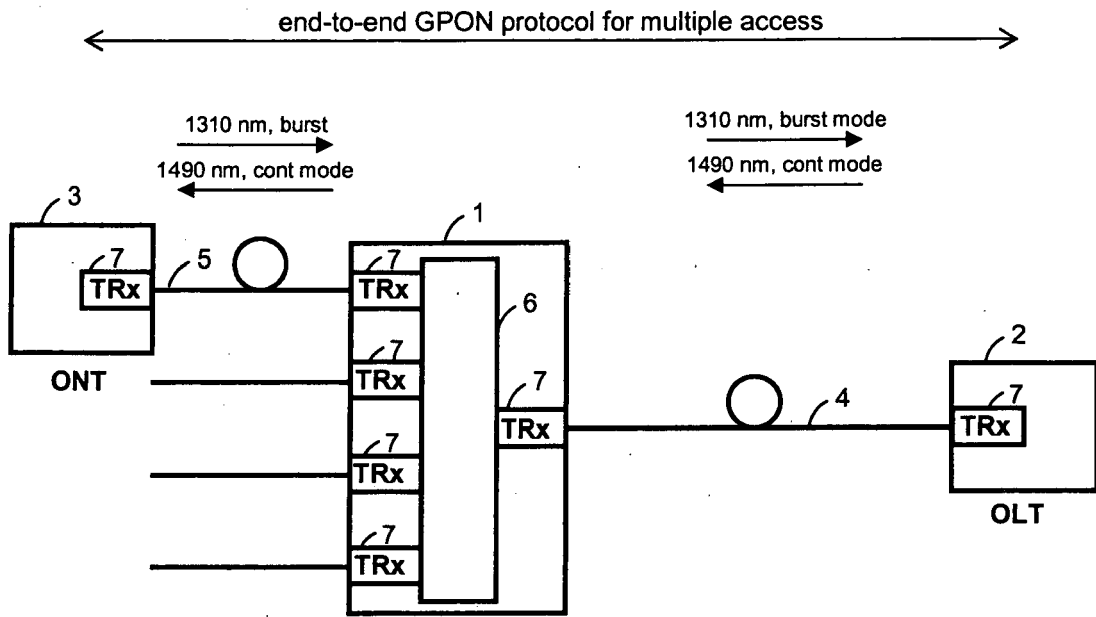 end-to-end GPON protocol for multiple access
1310 nm, burst
1310 nm, burst mode
1490 nm, cont mode
1490 nm, cont mode
3
1
7
5
7
TRx
TRx
6
2
ONT
7
7
4
7
TRx
TRx
TRx
7
TRx
OLT
7
TRx